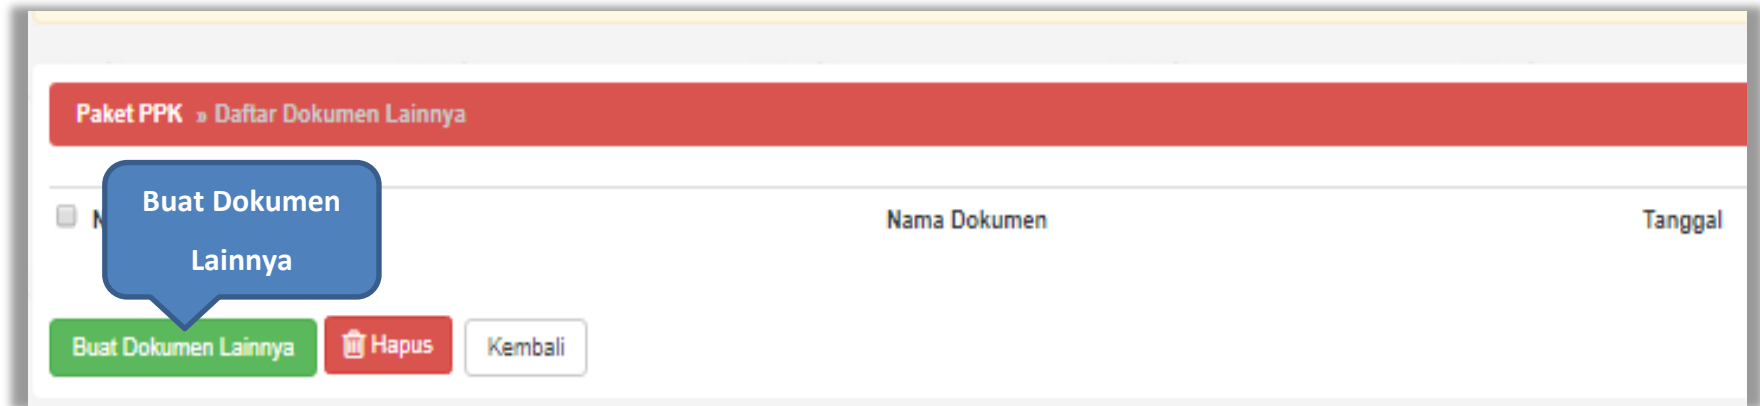 Paket PPK » Daftar Dokumen Lainnya
Buat Dokumen
Lainnya
Nama Dokumen Tanggal
Buat Dokumen Lainnya Hapus Kembali